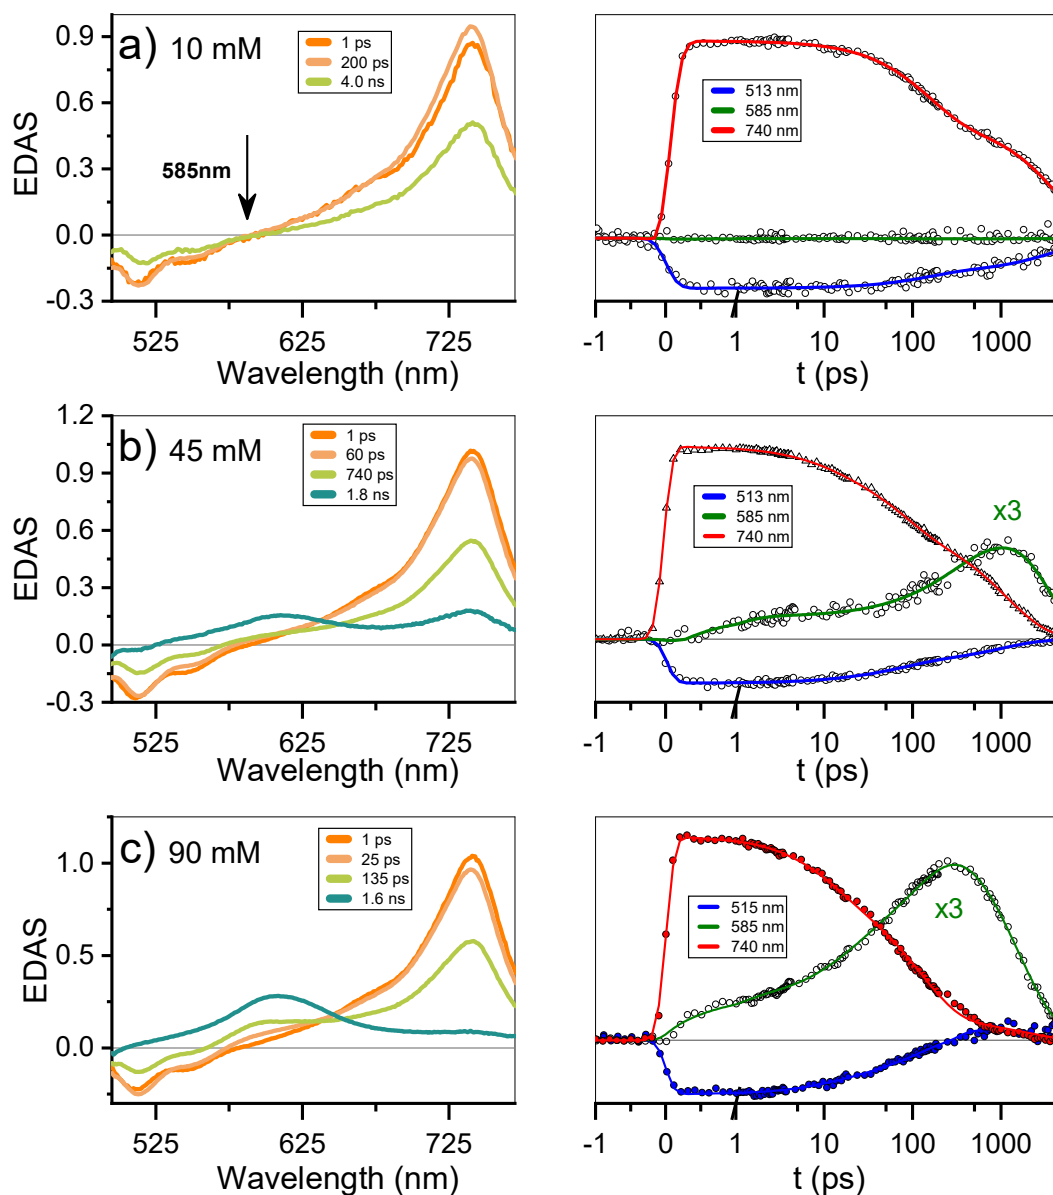 a) 10 mM
1 ps
200 ps
4.0 ns
585nm
EDAS
0.9
0.6
0.3
0.0
-0.3
525 625 725
Wavelength (nm)
513 nm
585 nm
740 nm
-1 0 1 10 100 1000
t (ps)
b) 45 mM
1 ps
60 ps
740 ps
1.8 ns
EDAS
1.2
0.9
0.6
0.3
0.0
-0.3
525 625 725
Wavelength (nm)
513 nm
585 nm
740 nm
x3
-1 0 1 10 100 1000
t (ps)
c) 90 mM
1 ps
25 ps
135 ps
1.6 ns
EDAS
1.0
0.5
0.0
525 625 725
Wavelength (nm)
515 nm
585 nm
740 nm
x3
-1 0 1 10 100 1000
t (ps)